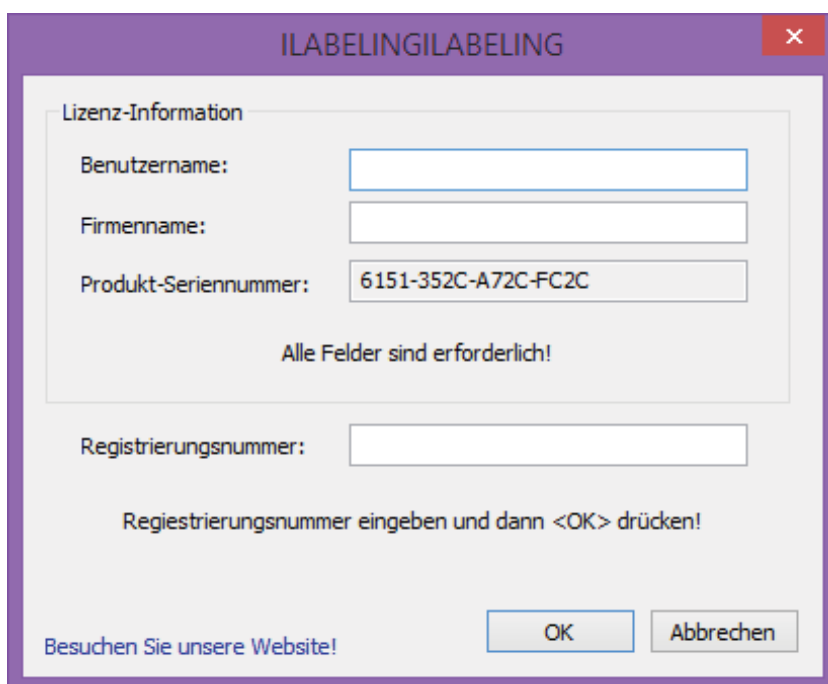 ILABELINGILABELING
Lizenz-Information
Benutzername:
Firmenname:
Produkt-Seriennummer: 6151-352C-A72C-FC2C
Alle Felder sind erforderlich!
Registrierungsnummer:
Regiestrierungsnummer eingeben und dann <OK> drücken!
Besuchen Sie unsere Website! OK Abbrechen